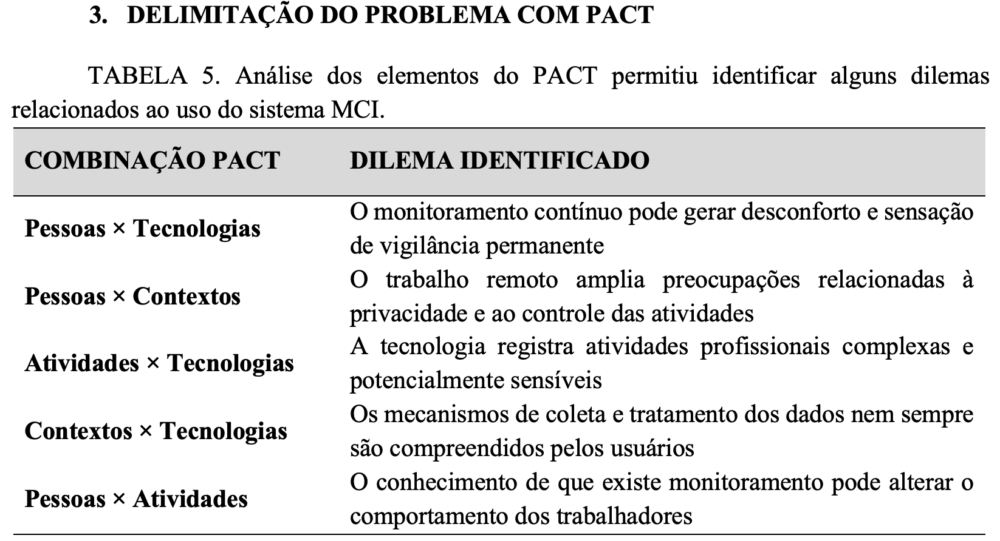 3. DELIMITAÇÃO DO PROBLEMA COM PACT
TABELA 5. Análise dos elementos do PACT permitiu identificar alguns dilemas
relacionados ao uso do sistema MCI.
COMBINAÇÃO PACT DILEMA IDENTIFICADO
Pessoas × Tecnologias
O monitoramento contínuo pode gerar desconforto e sensação
de vigilância permanente
Pessoas × Contextos
O trabalho remoto amplia preocupações relacionadas à
privacidade e ao controle das atividades
Atividades × Tecnologias
A tecnologia registra atividades profissionais complexas e
potencialmente sensíveis
Contextos × Tecnologias
Os mecanismos de coleta e tratamento dos dados nem sempre
são compreendidos pelos usuários
Pessoas × Atividades
O conhecimento de que existe monitoramento pode alterar o
comportamento dos trabalhadores